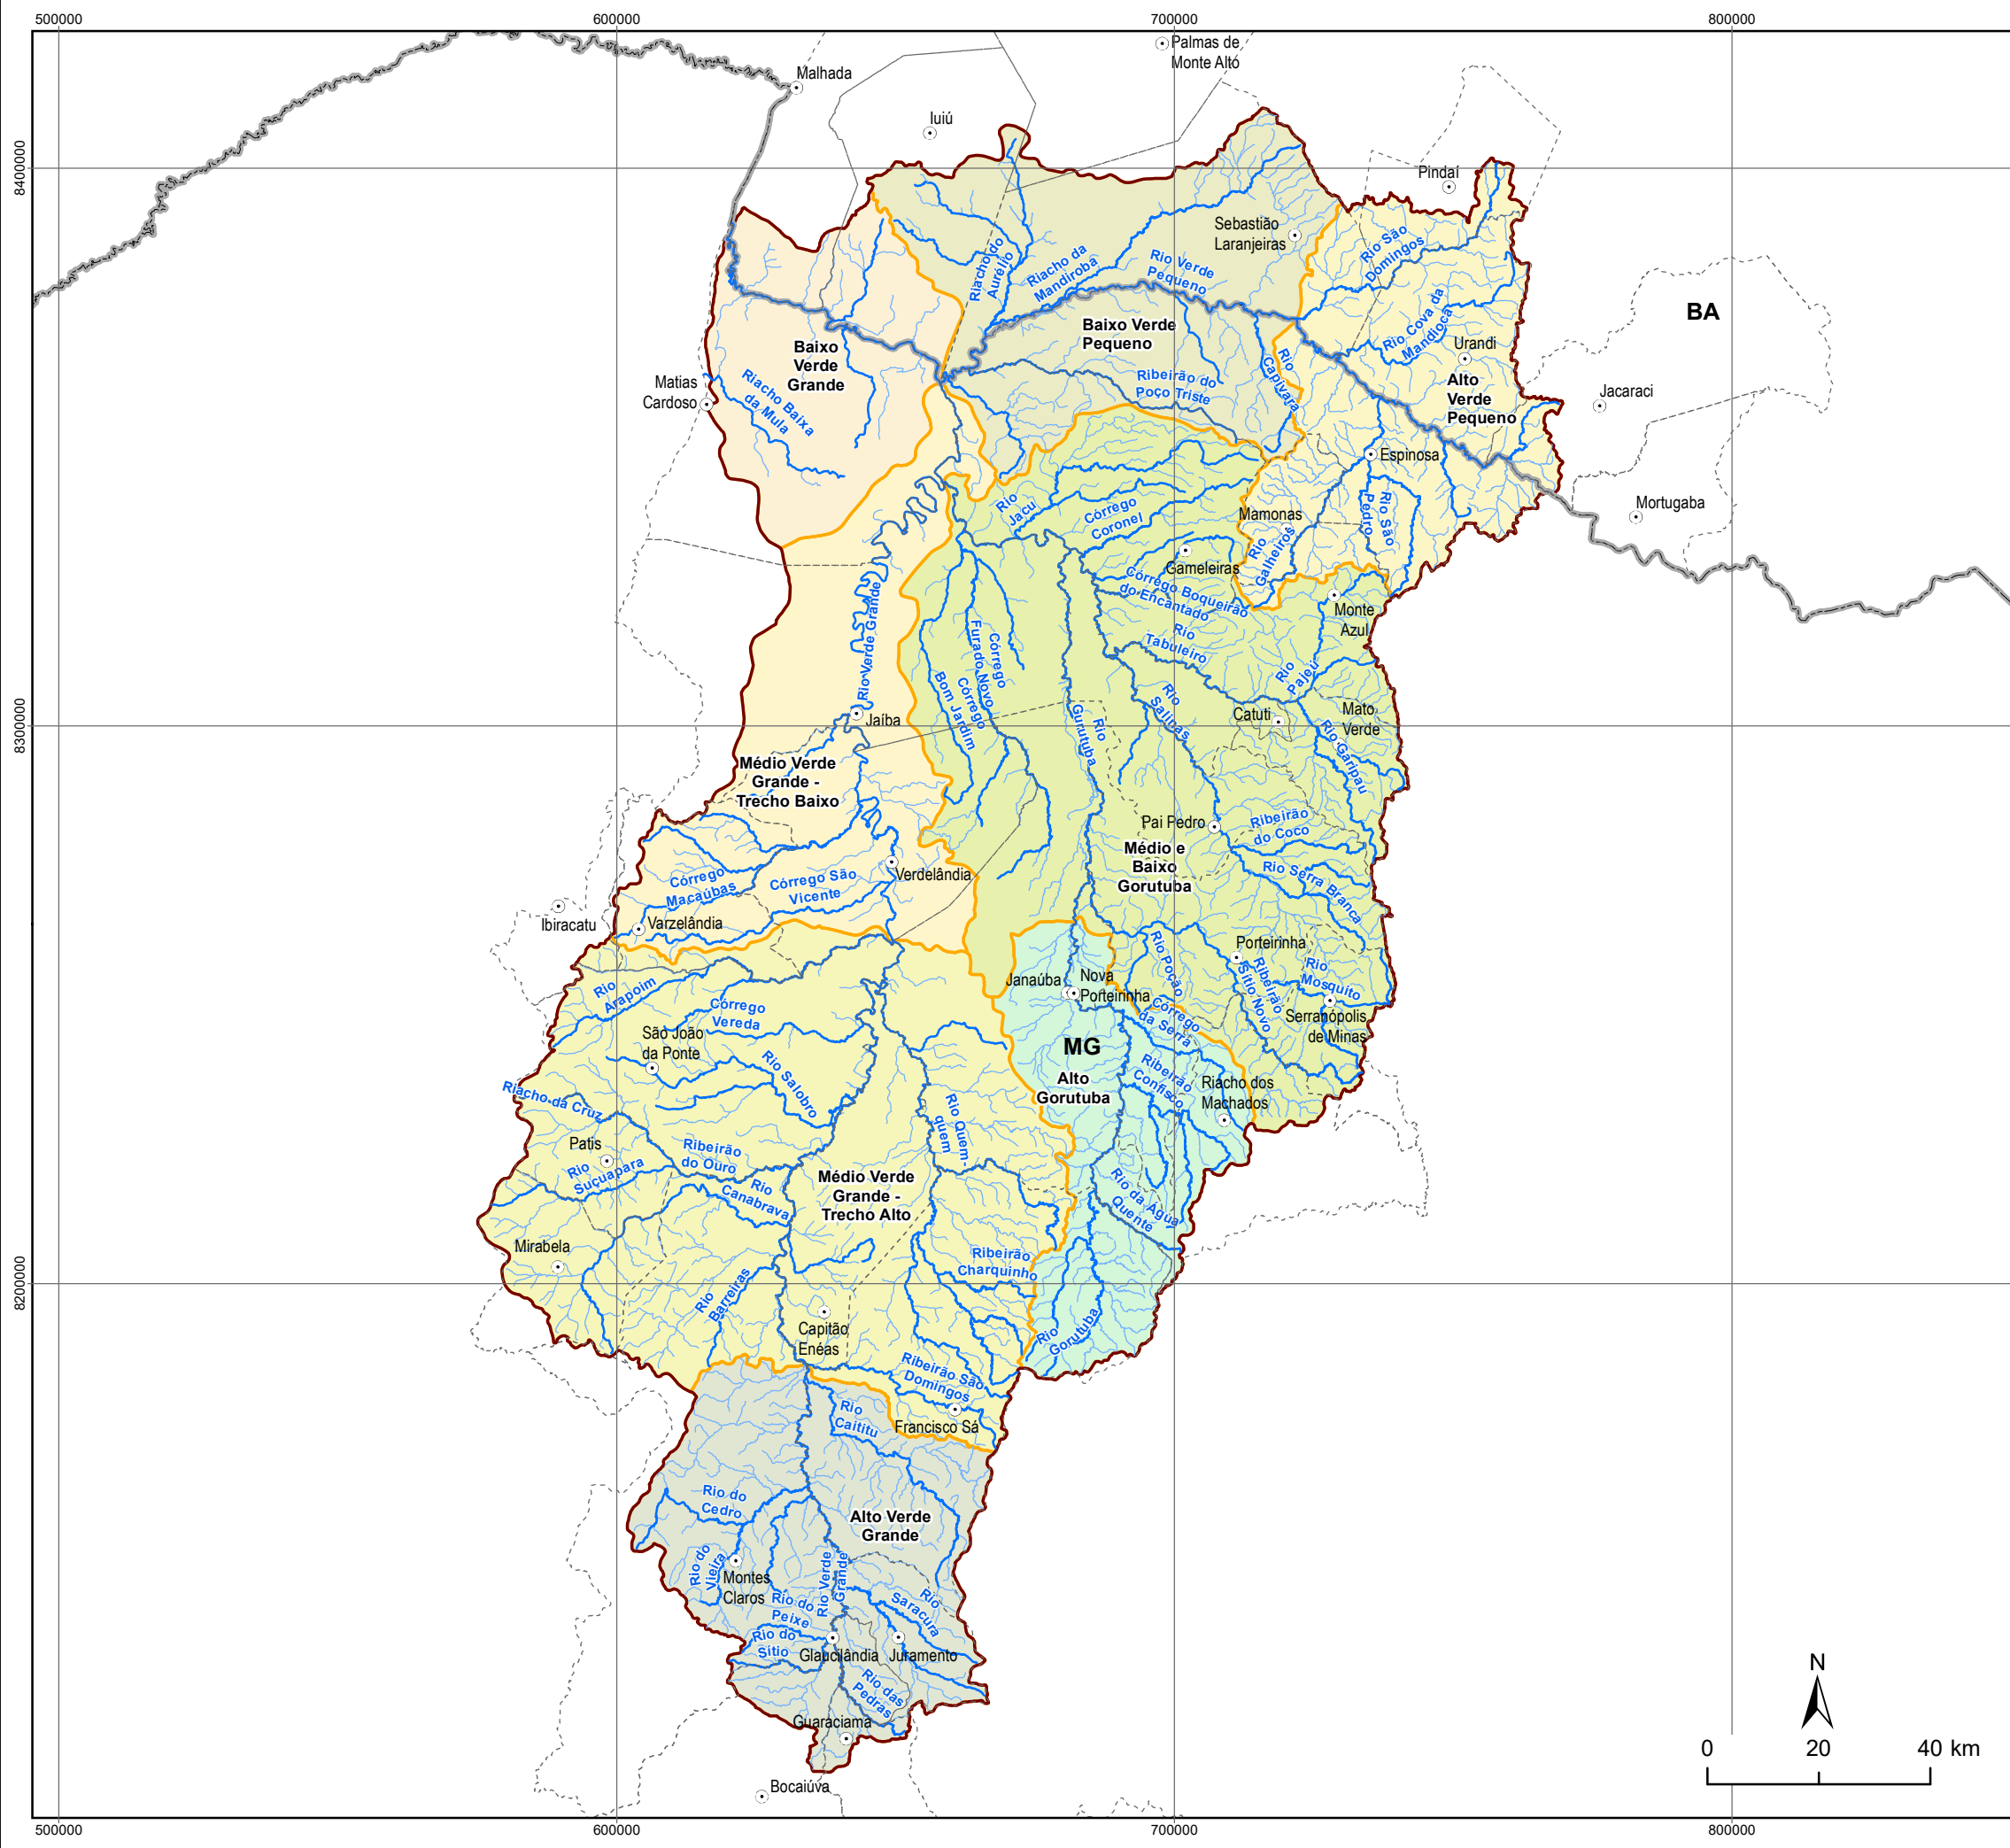 500000
600000
700000
800000
Palmas de
Monte Alto
Malhada
Iuiú
8400000
Pindaí
Sebastião
Laranjeiras
Rio São
Domingos
Riacho do
Aurélio
Riacho da
Mandiroba
Rio Verde
Pequeno
BA
Rio Cova da
Mandioca
Baixo Verde
Pequeno
Urandi
Baixo
Verde
Grande
Rio
Capivara
Matias
Cardoso
Riacho Baixa
da Mula
Ribeirão do
Poço Triste
Alto
Verde
Pequeno
Jacaraci
Espinosa
Rio
Jacu
Córrego
Coronel
Mamonas
Rio São
Pedro
Mortugaba
Rio
Galheiros
Gameleiras
Córrego Boqueirão
do Encantado
Monte
Azul
Rio Verde Grande
Córrego
Furado Novo
Rio
Tabuleiro
Rio
Pajeú
Córrego
Bom Jardim
Rio
Salinas
8300000
Jaíba
Rio
Gurutuba
Catuti
Mato
Verde
Rio Garipau
Médio Verde
Grande -
Trecho Baixo
Pai Pedro
Ribeirão
do Coco
Médio e
Baixo
Gorutuba
Córrego
Macaúbas
Córrego São
Vicente
Verdelândia
Rio Serra Branca
Ibiracatu
Varzelândia
Porteirinha
Rio Poção
Rio
Arapoim
Janaúba
Nova
Porteirinha
Ribeirão
Sítio Novo
Rio
Mosquito
Córrego
Vereda
Córrego
da Serra
Serranópolis
de Minas
São João
da Ponte
MG
Rio Salobro
Alto
Gorutuba
Ribeirão
Confisco
Riacho dos
Machados
Riacho da Cruz
Rio Quem-
quem
Patis
Ribeirão
do Ouro
Rio
Suçuapara
Médio Verde
Grande -
Trecho Alto
Rio
Canabrava
Rio da Água
Quente
Mirabela
Ribeirão
Charquinho
8200000
Rio
Barreiras
Capitão
Enéas
Rio
Gorutuba
Ribeirão São
Domingos
Rio
Caititu
Francisco Sá
Rio do
Cedro
Alto Verde
Grande
Rio do
Vieira
Montes
Claros
Rio Verde
Grande
Rio do
Peixe
Rio
Saracura
Rio do
Sítio
Glaucilândia
Juramento
Rio das
Pedras
Guaraciama
Bocaiúva
N
0
20
40 km
500000
600000
700000
800000